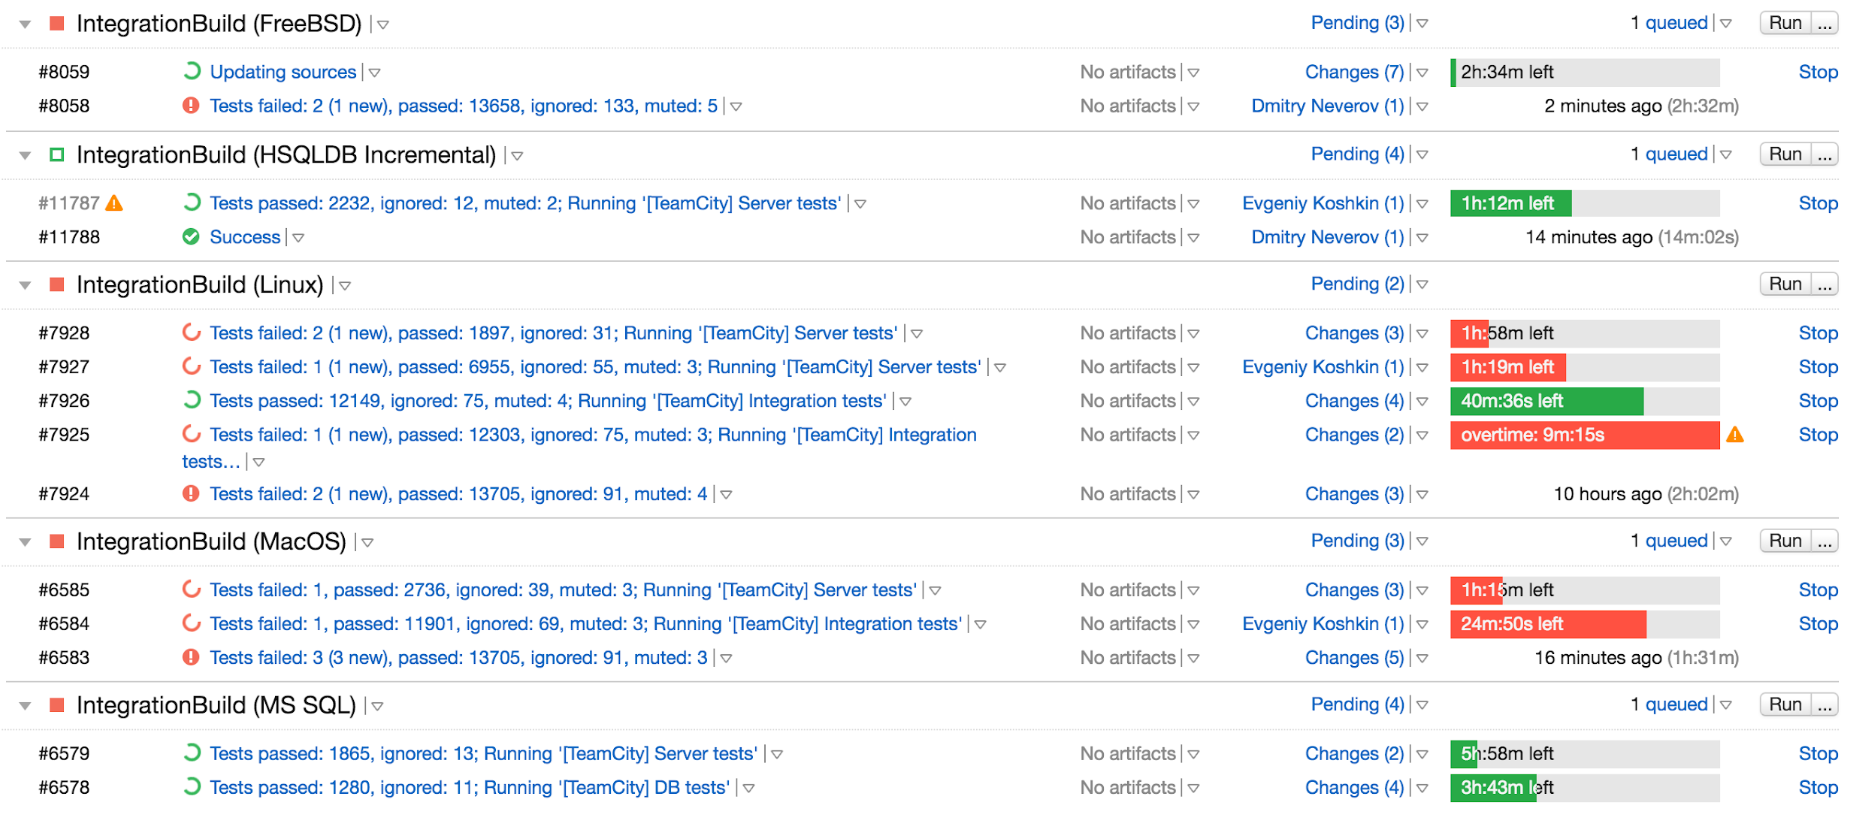 IntegrationBuild (FreeBSD) Pending (3) 1 queued Run ...
#8059 Updating sources No artifacts Changes (7) 2h:34m left Stop
#8058 Tests failed: 2 (1 new), passed: 13658, ignored: 133, muted: 5 No artifacts Dmitry Neverov (1) 2 minutes ago (2h:32m)
IntegrationBuild (HSQLDB Incremental) Pending (4) 1 queued Run ...
#11787 Tests passed: 2232, ignored: 12, muted: 2; Running '[TeamCity] Server tests' No artifacts Evgeniy Koshkin (1) 1h:12m left Stop
#11788 Success No artifacts Dmitry Neverov (1) 14 minutes ago (14m:02s)
IntegrationBuild (Linux) Pending (2) Run ...
#7928 Tests failed: 2 (1 new), passed: 1897, ignored: 31; Running '[TeamCity] Server tests' No artifacts Changes (3) 1h:58m left Stop
#7927 Tests failed: 1 (1 new), passed: 6955, ignored: 55, muted: 3; Running '[TeamCity] Server tests' No artifacts Evgeniy Koshkin (1) 1h:19m left Stop
#7926 Tests passed: 12149, ignored: 75, muted: 4; Running '[TeamCity] Integration tests' No artifacts Changes (4) 40m:36s left Stop
#7925 Tests failed: 1 (1 new), passed: 12303, ignored: 75, muted: 3; Running '[TeamCity] Integration No artifacts Changes (2) overtime: 9m:15s Stop
tests...
#7924 Tests failed: 2 (1 new), passed: 13705, ignored: 91, muted: 4 No artifacts Changes (3) 10 hours ago (2h:02m)
IntegrationBuild (MacOS) Pending (3) 1 queued Run ...
#6585 Tests failed: 1, passed: 2736, ignored: 39, muted: 3; Running '[TeamCity] Server tests' No artifacts Changes (3) 1h:15m left Stop
#6584 Tests failed: 1, passed: 11901, ignored: 69, muted: 3; Running '[TeamCity] Integration tests' No artifacts Evgeniy Koshkin (1) 24m:50s left Stop
#6583 Tests failed: 3 (3 new), passed: 13705, ignored: 91, muted: 3 No artifacts Changes (5) 16 minutes ago (1h:31m)
IntegrationBuild (MS SQL) Pending (4) 1 queued Run ...
#6579 Tests passed: 1865, ignored: 13; Running '[TeamCity] Server tests' No artifacts Changes (2) 5h:58m left Stop
#6578 Tests passed: 1280, ignored: 11; Running '[TeamCity] DB tests' No artifacts Changes (4) 3h:43m left Stop